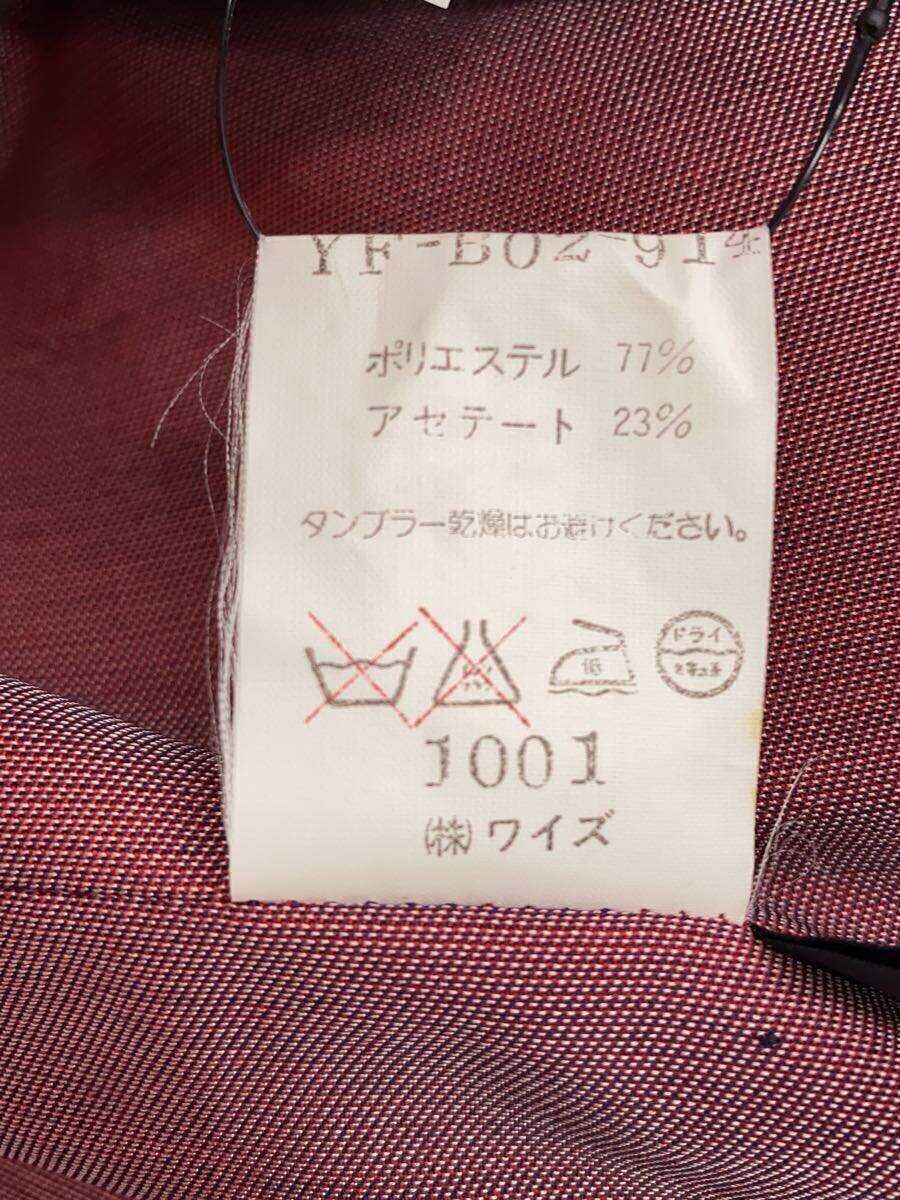 YF-B02-91
ポリエステル 77%
アセテート 23%
タンブラー乾燥はお避けください。
低
ドライ
1001
㈱ワイズ